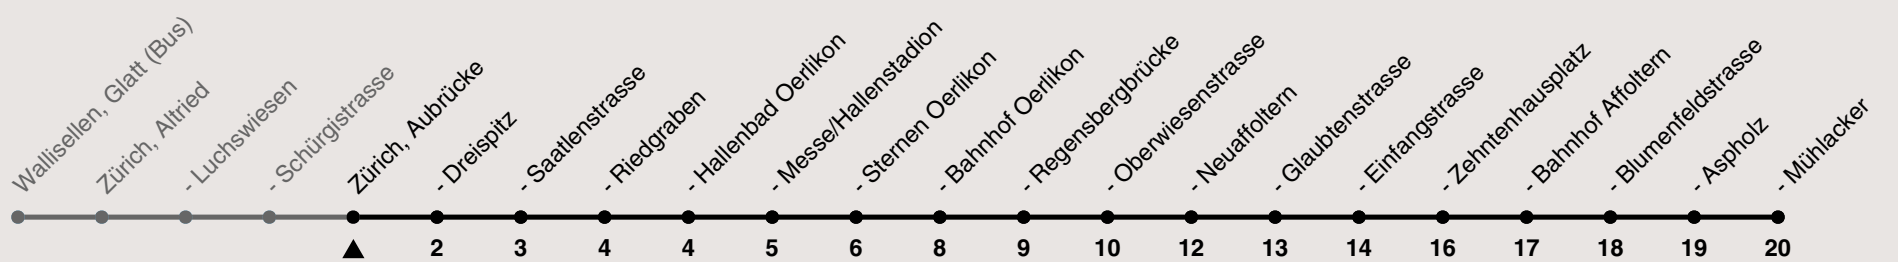 Wallisellen, Glatt (Bus)
Zürich, Altried
- Luchswiesen
- Schürgistrasse
Zürich, Aubrücke
- Dreispitz
- Saatlenstrasse
- Riedgraben
- Hallenbad Oerlikon
- Messe/Hallenstadion
- Sternen Oerlikon
- Bahnhof Oerlikon
- Regensbergbrücke
- Oberwiesenstrasse
- Neuaffoltern
- Glaubtenstrasse
- Einfangstrasse
- Zehntenhausplatz
- Bahnhof Affoltern
- Blumenfeldstrasse
- Aspholz
- Mühlacker
2 3 4 4 5 6 8 9 10 12 13 14 16 17 18 19 20